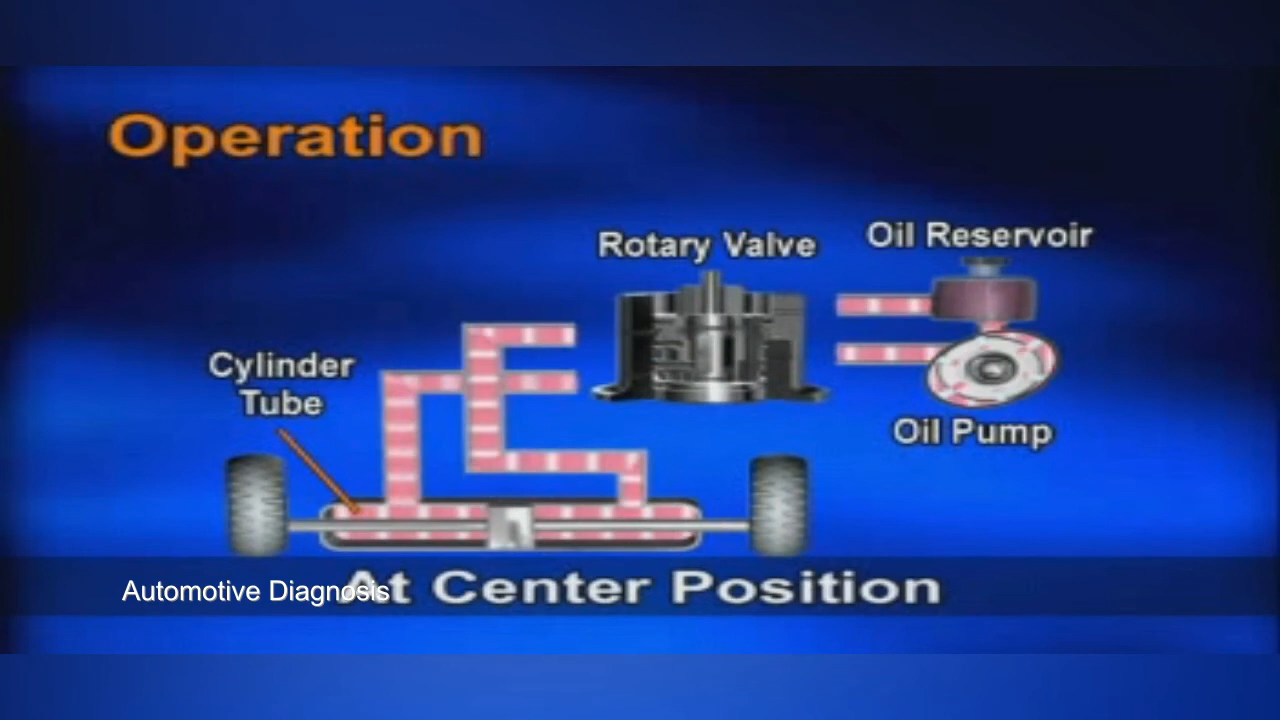 Operation
Rotary Valve
Oil Reservoir
Cylinder
Tube
Oil Pump
At Center Position
Automotive Diagnosis